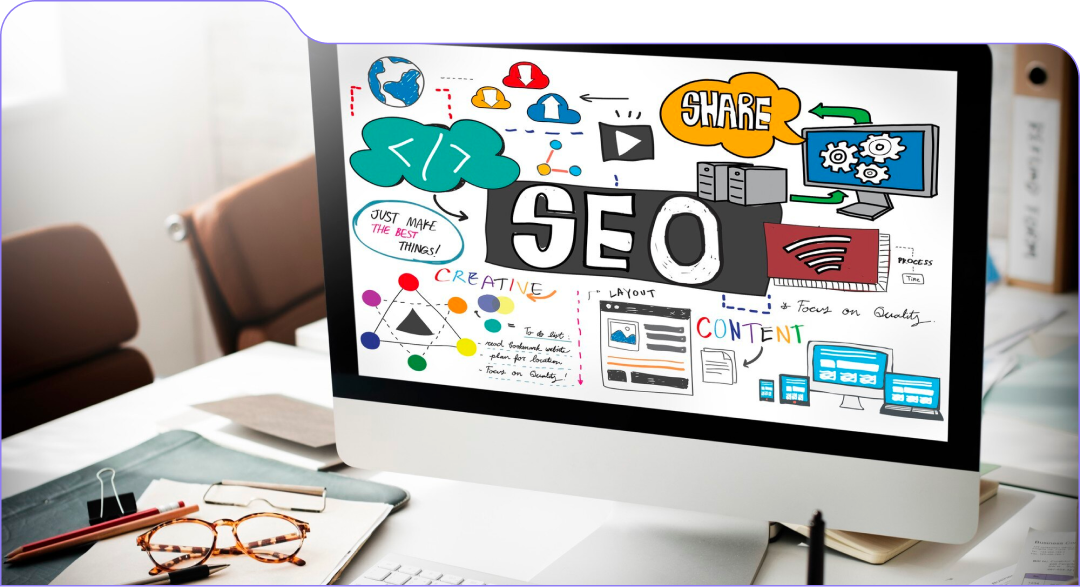 SHARE
</>
SEO
JUST MAKE
THE BEST
THINGS!
PROCESS
Time
CREATIVE
LAYOUT
* Focus on Quality.
CONTENT
= To do list
read bookmark website
plan for location
- Focus on Quality!